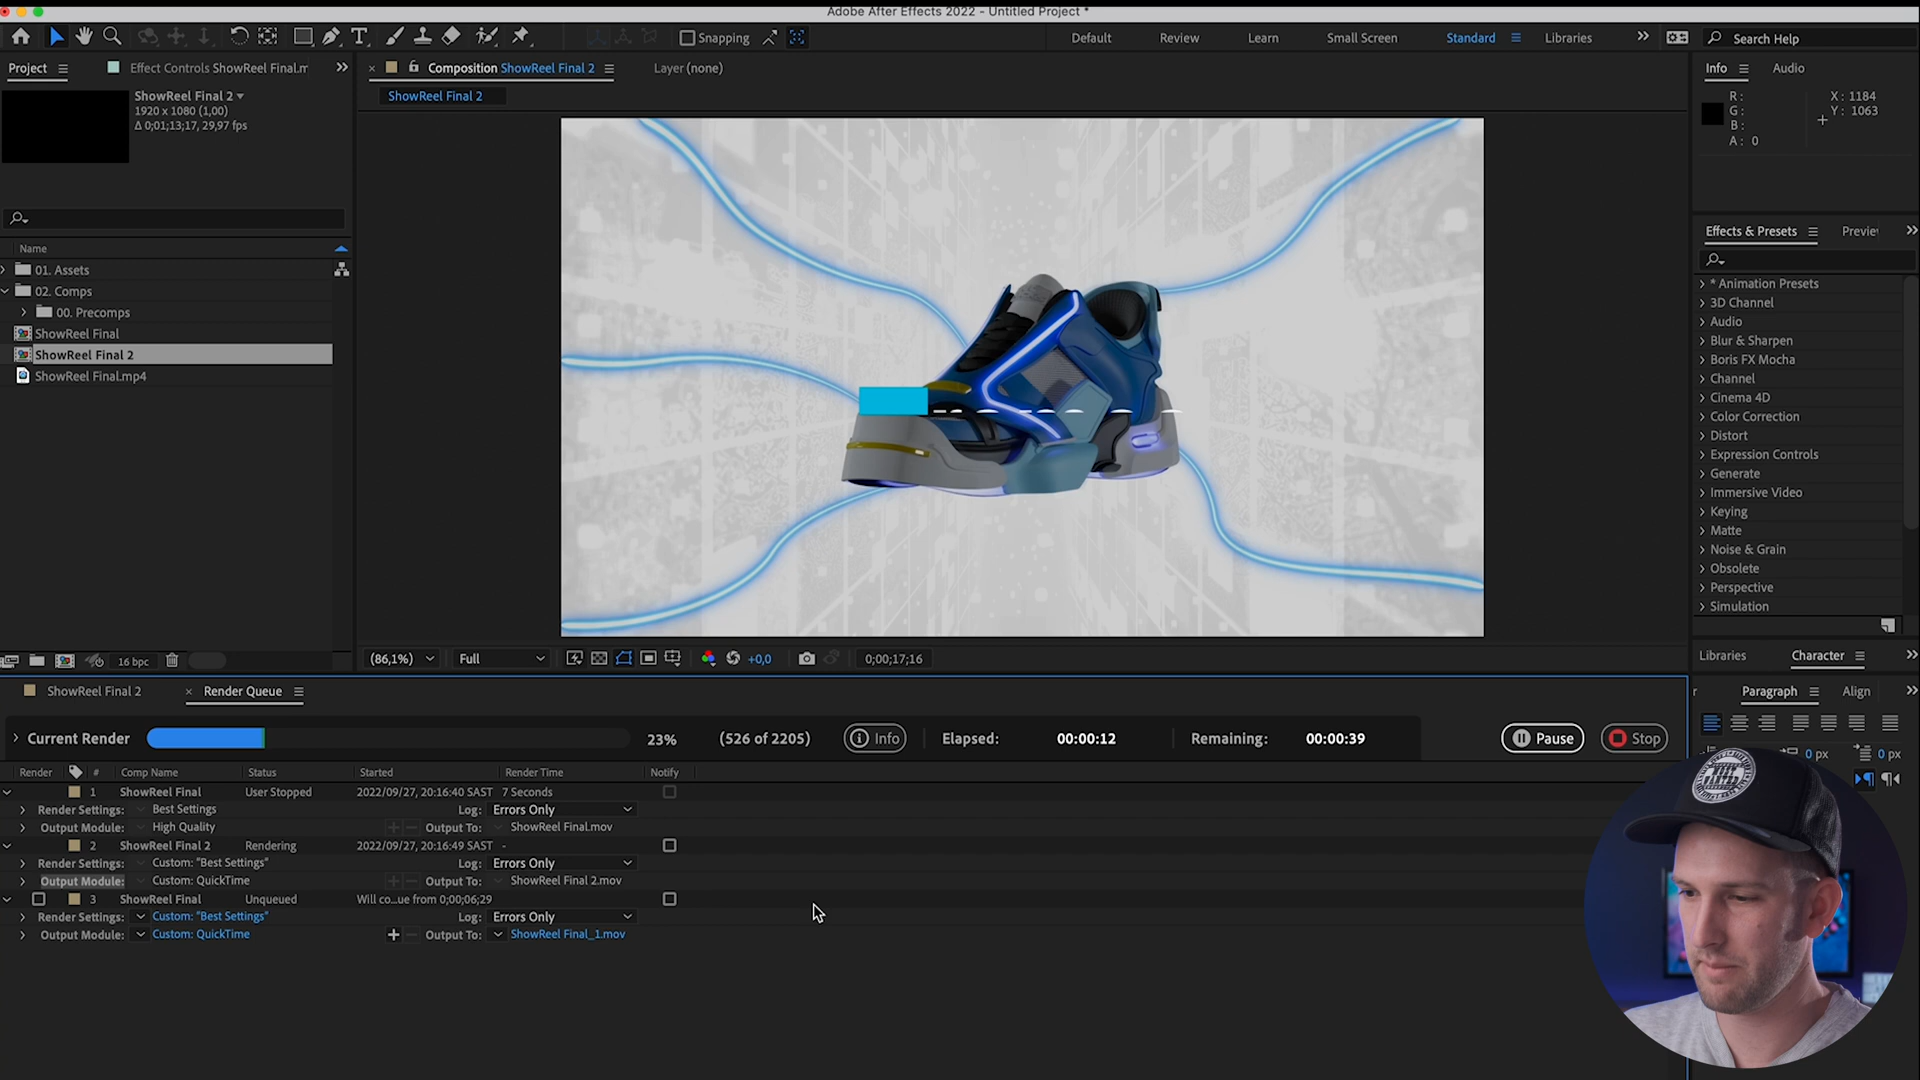 Adobe After Effects 2022 - Untitled Project *
Snapping
Default
Review
Learn
Small Screen
Standard
Libraries
Search Help
Project
Effect Controls ShowReel Final.m
Composition ShowReel Final 2
Layer (none)
Info
Audio
ShowReel Final 2
1920 x 1080 (1,00)
Δ 0;01;13;17, 29,97 fps
ShowReel Final 2
R:
G:
B:
A: 0
X: 1184
Y: 1063
Effects & Presets
Name
01. Assets
02. Comps
00. Precomps
ShowReel Final
ShowReel Final 2
ShowReel Final.mp4
* Animation Presets
3D Channel
Audio
Blur & Sharpen
Boris FX Mocha
Channel
Cinema 4D
Color Correction
Distort
Expression Controls
Generate
Immersive Video
Keying
Matte
Noise & Grain
Obsolete
Perspective
Simulation
16 bpc
(86,1%)
Full
+0,0
0;00;17;16
Libraries
Character
ShowReel Final 2
Render Queue
Paragraph
Align
Current Render
23%
(526 of 2205)
Info
Elapsed:
00:00:12
Remaining:
00:00:39
Pause
Stop
0 px
0 px
Render
#
Comp Name
Status
Started
Render Time
Notify
1 ShowReel Final User Stopped 2022/09/27, 20:16:40 SAST 7 Seconds
Render Settings: Best Settings Log: Errors Only
Output Module: High Quality Output To: ShowReel Final.mov
2 ShowReel Final 2 Rendering 2022/09/27, 20:16:49 SAST -
Render Settings: Custom: "Best Settings" Log: Errors Only
Output Module: Custom: QuickTime Output To: ShowReel Final 2.mov
3 ShowReel Final Unqueued Will co...ue from 0;00;06;29
Render Settings: Custom: "Best Settings" Log: Errors Only
Output Module: Custom: QuickTime Output To: ShowReel Final_1.mov